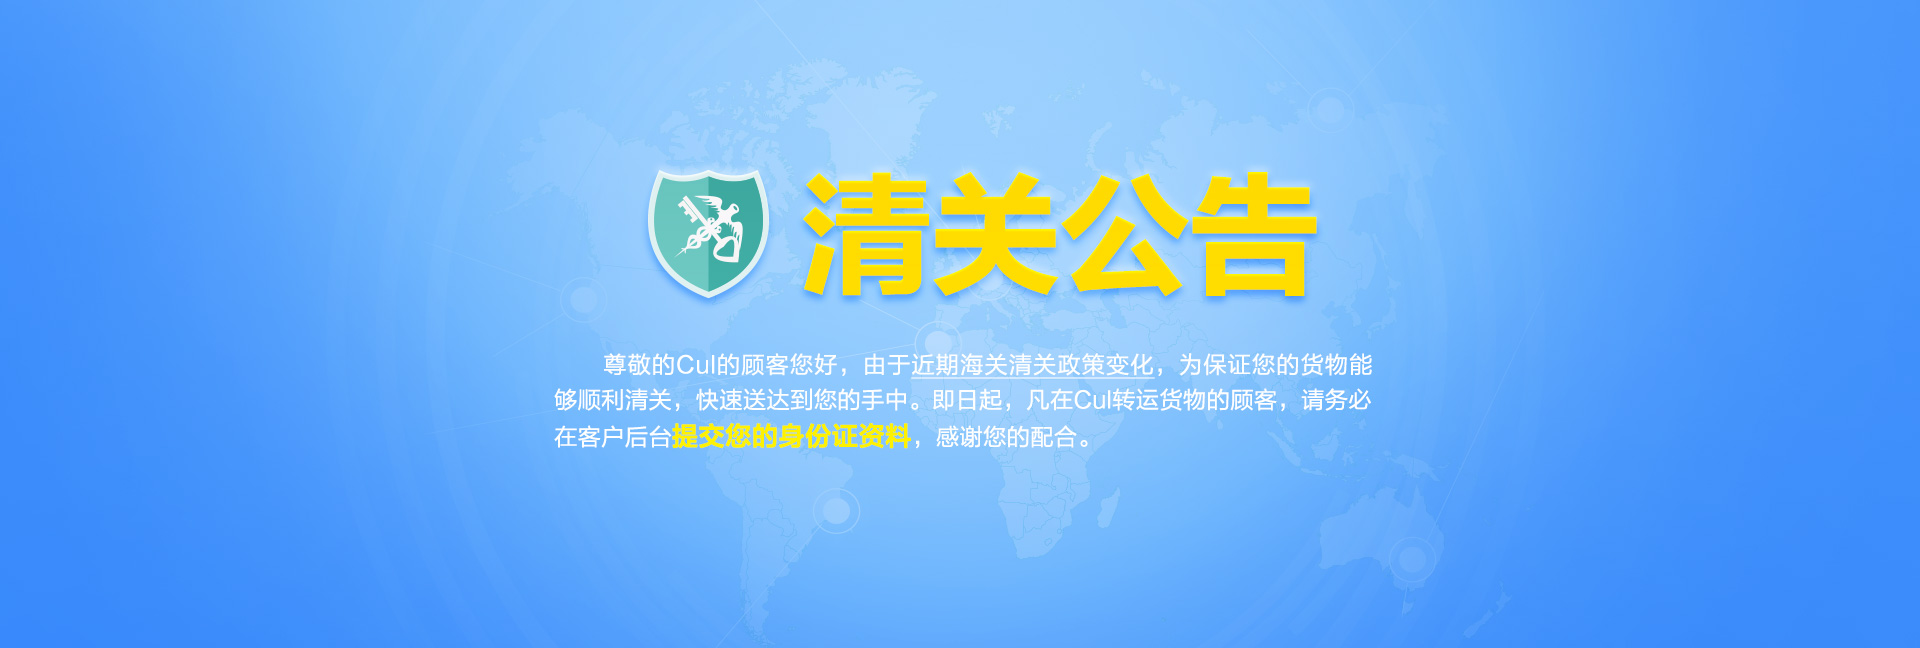 清关公告
尊敬的Cul的顾客您好，由于近期海关清关政策变化，为保证您的货物能
够顺利清关，快速送达到您的手中。即日起，凡在Cul转运货物的顾客，请务必
在客户后台提交您的身份证资料，感谢您的配合。